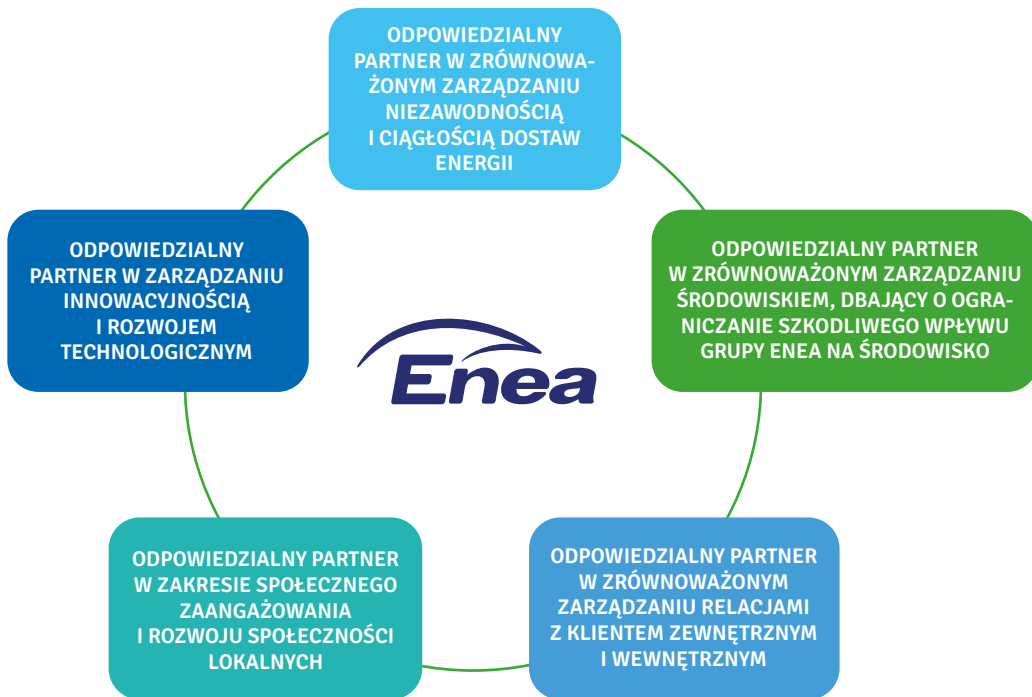 ODPOWIEDZIALNY
PARTNER W ZRÓWNOWA-
ŻONYM ZARZĄDZANIU
NIEZAWODNOŚCIĄ
I CIĄGŁOŚCIĄ DOSTAW
ENERGII
ODPOWIEDZIALNY
PARTNER W ZARZĄDZANIU
INNOWACYJNOŚCIĄ
I ROZWOJEM
TECHNOLOGICZNYM
ODPOWIEDZIALNY PARTNER
W ZRÓWNOWAŻONYM ZARZĄDZANIU
ŚRODOWISKIEM, DBAJĄCY O OGRA-
NICZANIE SZKODLIWEGO WPŁYWU
GRUPY ENEA NA ŚRODOWISKO
Enea
ODPOWIEDZIALNY PARTNER
W ZAKRESIE SPOŁECZNEGO
ZAANGAŻOWANIA
I ROZWOJU SPOŁECZNOŚCI
LOKALNYCH
ODPOWIEDZIALNY PARTNER
W ZRÓWNOWAŻONYM
ZARZĄDZANIU RELACJAMI
Z KLIENTEM ZEWNĘTRZNYM
I WEWNĘTRZNYM